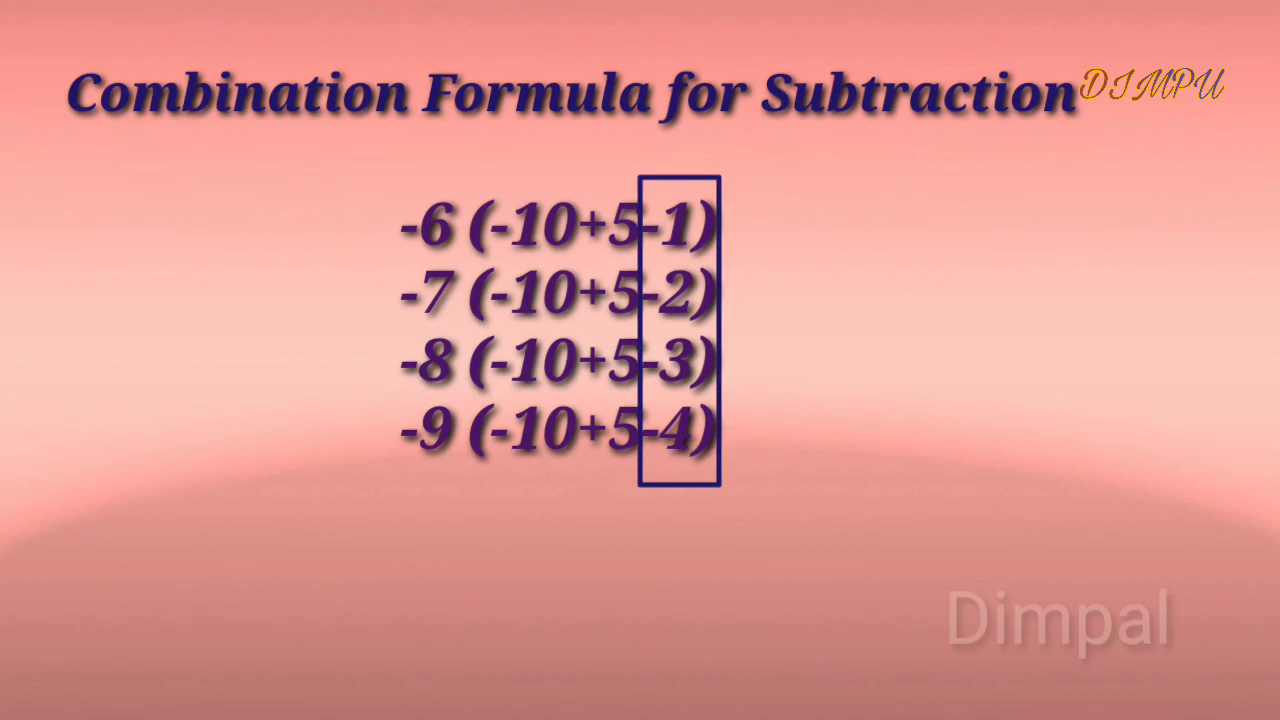 Combination Formula for Subtraction DIMPU
-6 (-10+5-1)
-7 (-10+5-2)
-8 (-10+5-3)
-9 (-10+5-4)
Dimpal